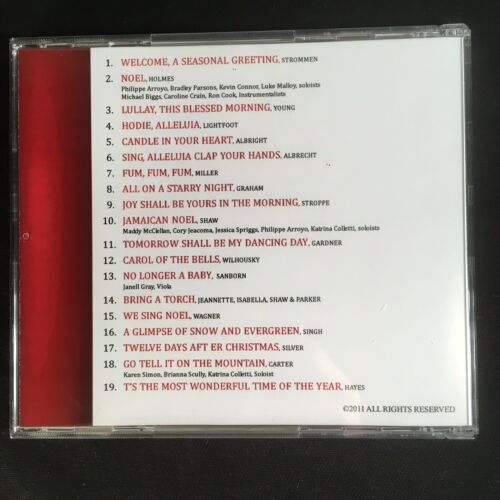 1. WELCOME, A SEASONAL GREETING, STROMMEN
2. NOEL, HOLMES
Philippe Arroyo, Bradley Parsons, Kevin Connor, Luke Malloy, soloists
Michael Biggs, Caroline Crain, Ron Cook, Instrumentalists
3. LULLAY, THIS BLESSED MORNING, YOUNG
4. HODIE, ALLELUIA, LIGHTFOOT
5. CANDLE IN YOUR HEART, ALBRIGHT
6. SING, ALLELUIA CLAP YOUR HANDS, ALBRECHT
7. FUM, FUM, FUM, MILLER
8. ALL ON A STARRY NIGHT, GRAHAM
9. JOY SHALL BE YOURS IN THE MORNING, STROPPE
10. JAMAICAN NOEL, SHAW
Maddy McClellan, Cory Jeacoma, Jessica Spriggs, Philippe Arroyo, Katrina Colletti, soloists
11. TOMORROW SHALL BE MY DANCING DAY, GARDNER
12. CAROL OF THE BELLS, WILHOUSKY
13. NO LONGER A BABY, SANBORN
Janell Gray, Viola
14. BRING A TORCH, JEANNETTE, ISABELLA, SHAW & PARKER
15. WE SING NOEL, WAGNER
16. A GLIMPSE OF SNOW AND EVERGREEN, SINGH
17. TWELVE DAYS AFT ER CHRISTMAS, SILVER
18. GO TELL IT ON THE MOUNTAIN, CARTER
Karen Simon, Brianna Scully, Katrina Colletti, Soloist
19. T'S THE MOST WONDERFUL TIME OF THE YEAR, HAYES
©2011 ALL RIGHTS RESERVED